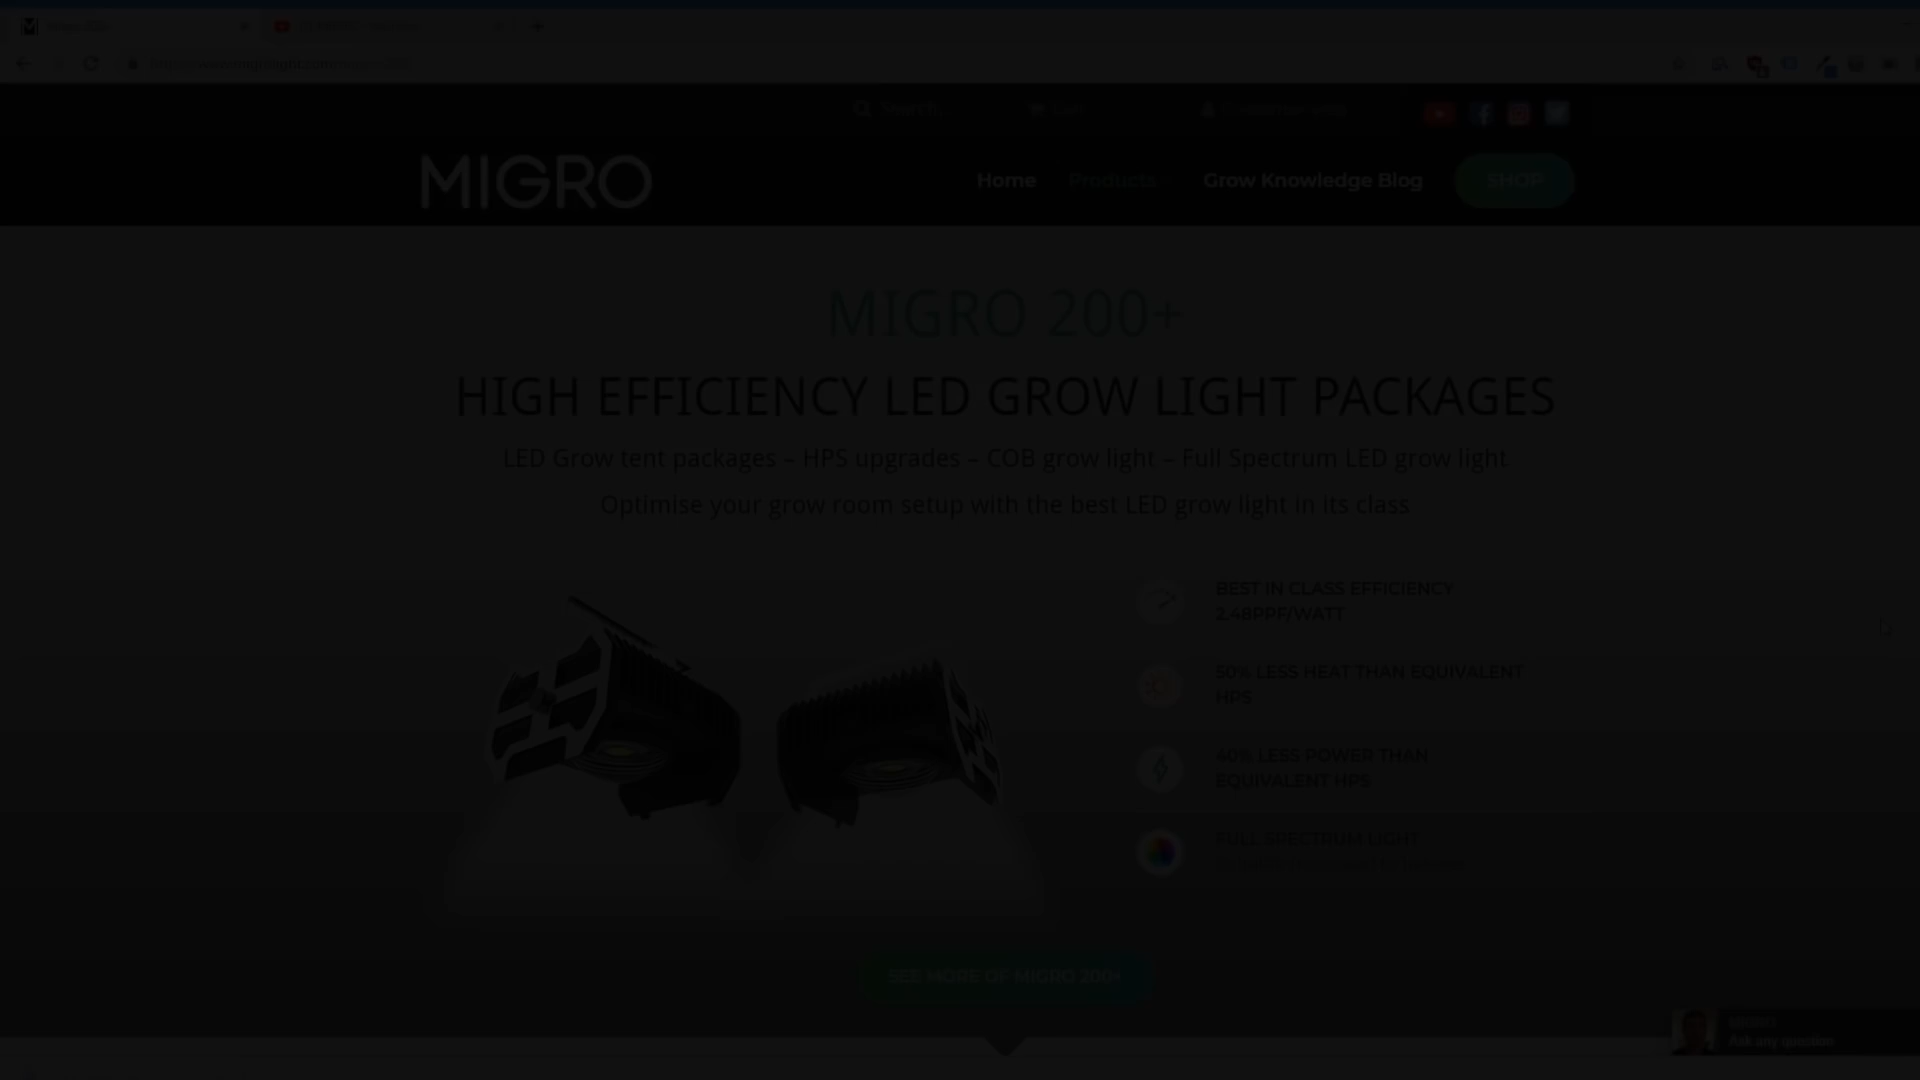 Search
MIGRO
Home
Products
Grow Knowledge Blog
SHOP
MIGRO 200+
HIGH EFFICIENCY LED GROW LIGHT PACKAGES
LED Grow tent packages – HPS upgrades – COB grow light – Full Spectrum LED grow light
Optimise your grow room setup with the best LED grow light in its class
BEST IN CLASS EFFICIENCY
2.48PPF/WATT
50% LESS HEAT THAN EQUIVALENT
HPS
40% LESS POWER THAN
EQUIVALENT HPS
FULL SPECTRUM LIGHT
SEE MORE OF MIGRO 200+
Ask any question